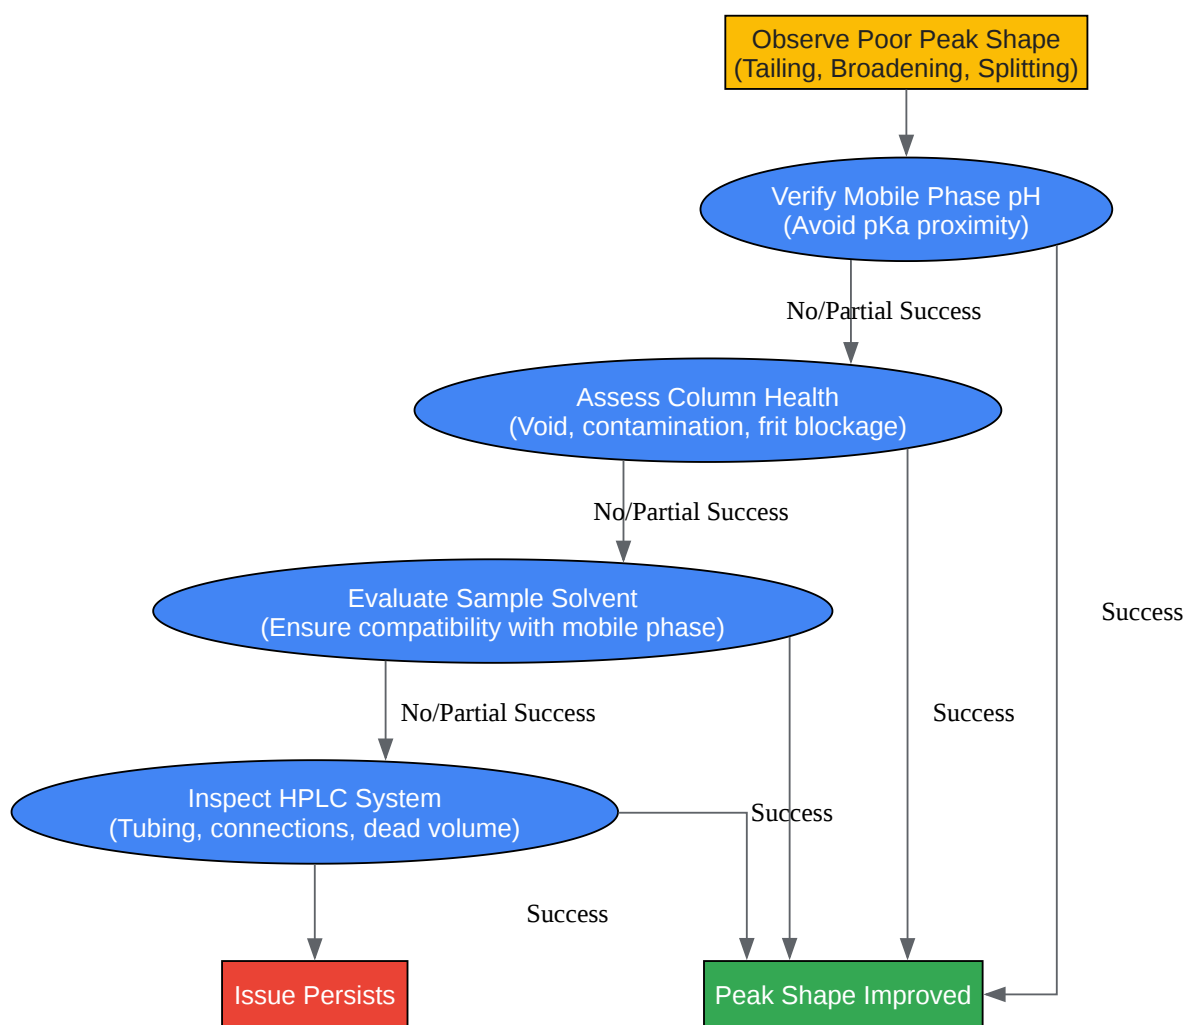 Observe Poor Peak Shape
(Tailing, Broadening, Splitting)
Verify Mobile Phase pH
(Avoid pKa proximity)
No/Partial Success
Assess Column Health
(Void, contamination, frit blockage)
No/Partial Success
Evaluate Sample Solvent
(Ensure compatibility with mobile phase)
Success
No/Partial Success
Success
Inspect HPLC System
(Tubing, connections, dead volume)
Success
Success
Issue Persists
Peak Shape Improved